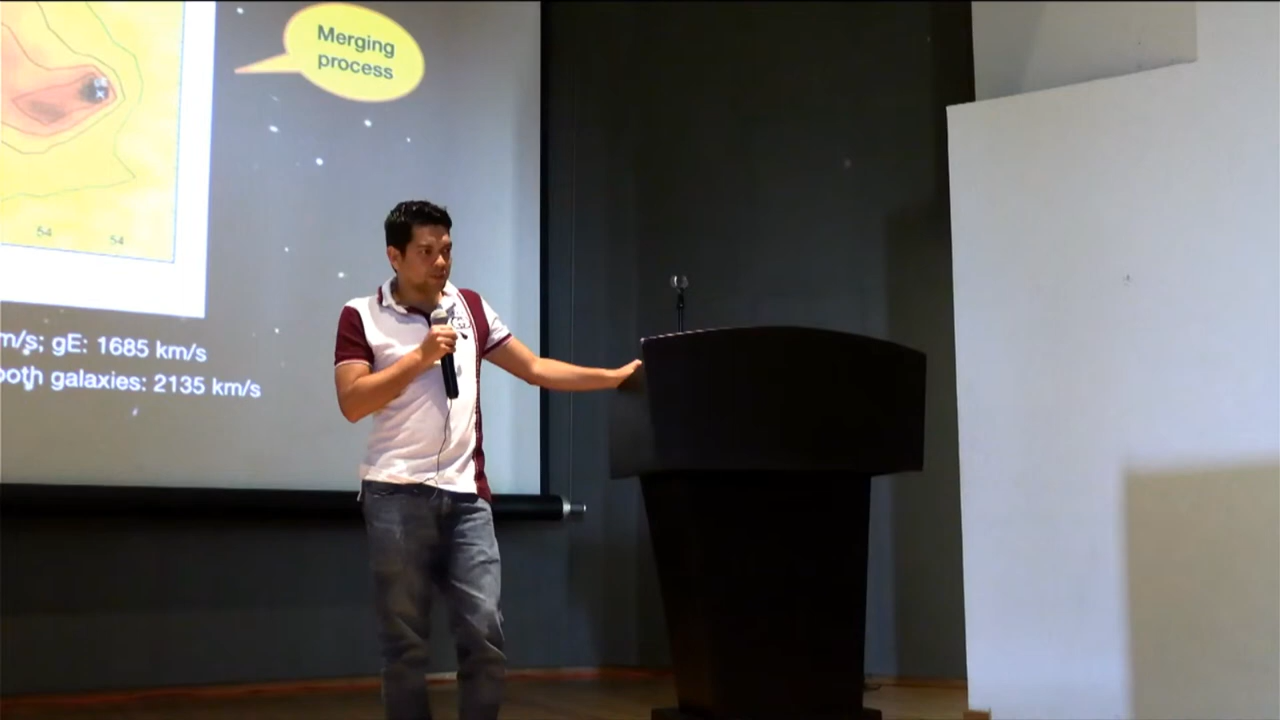 Merging
process
54 54
m/s; gE: 1685 km/s
both galaxies: 2135 km/s